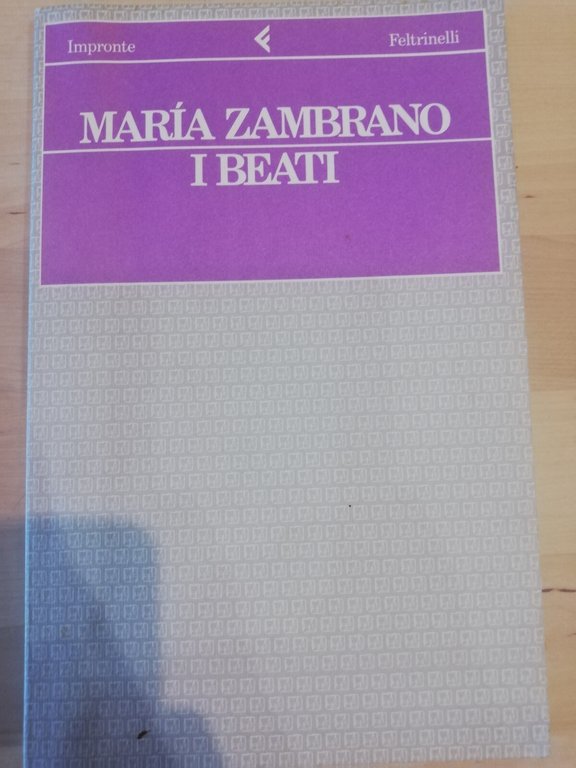 Impronte Feltrinelli
MARÍA ZAMBRANO
I BEATI